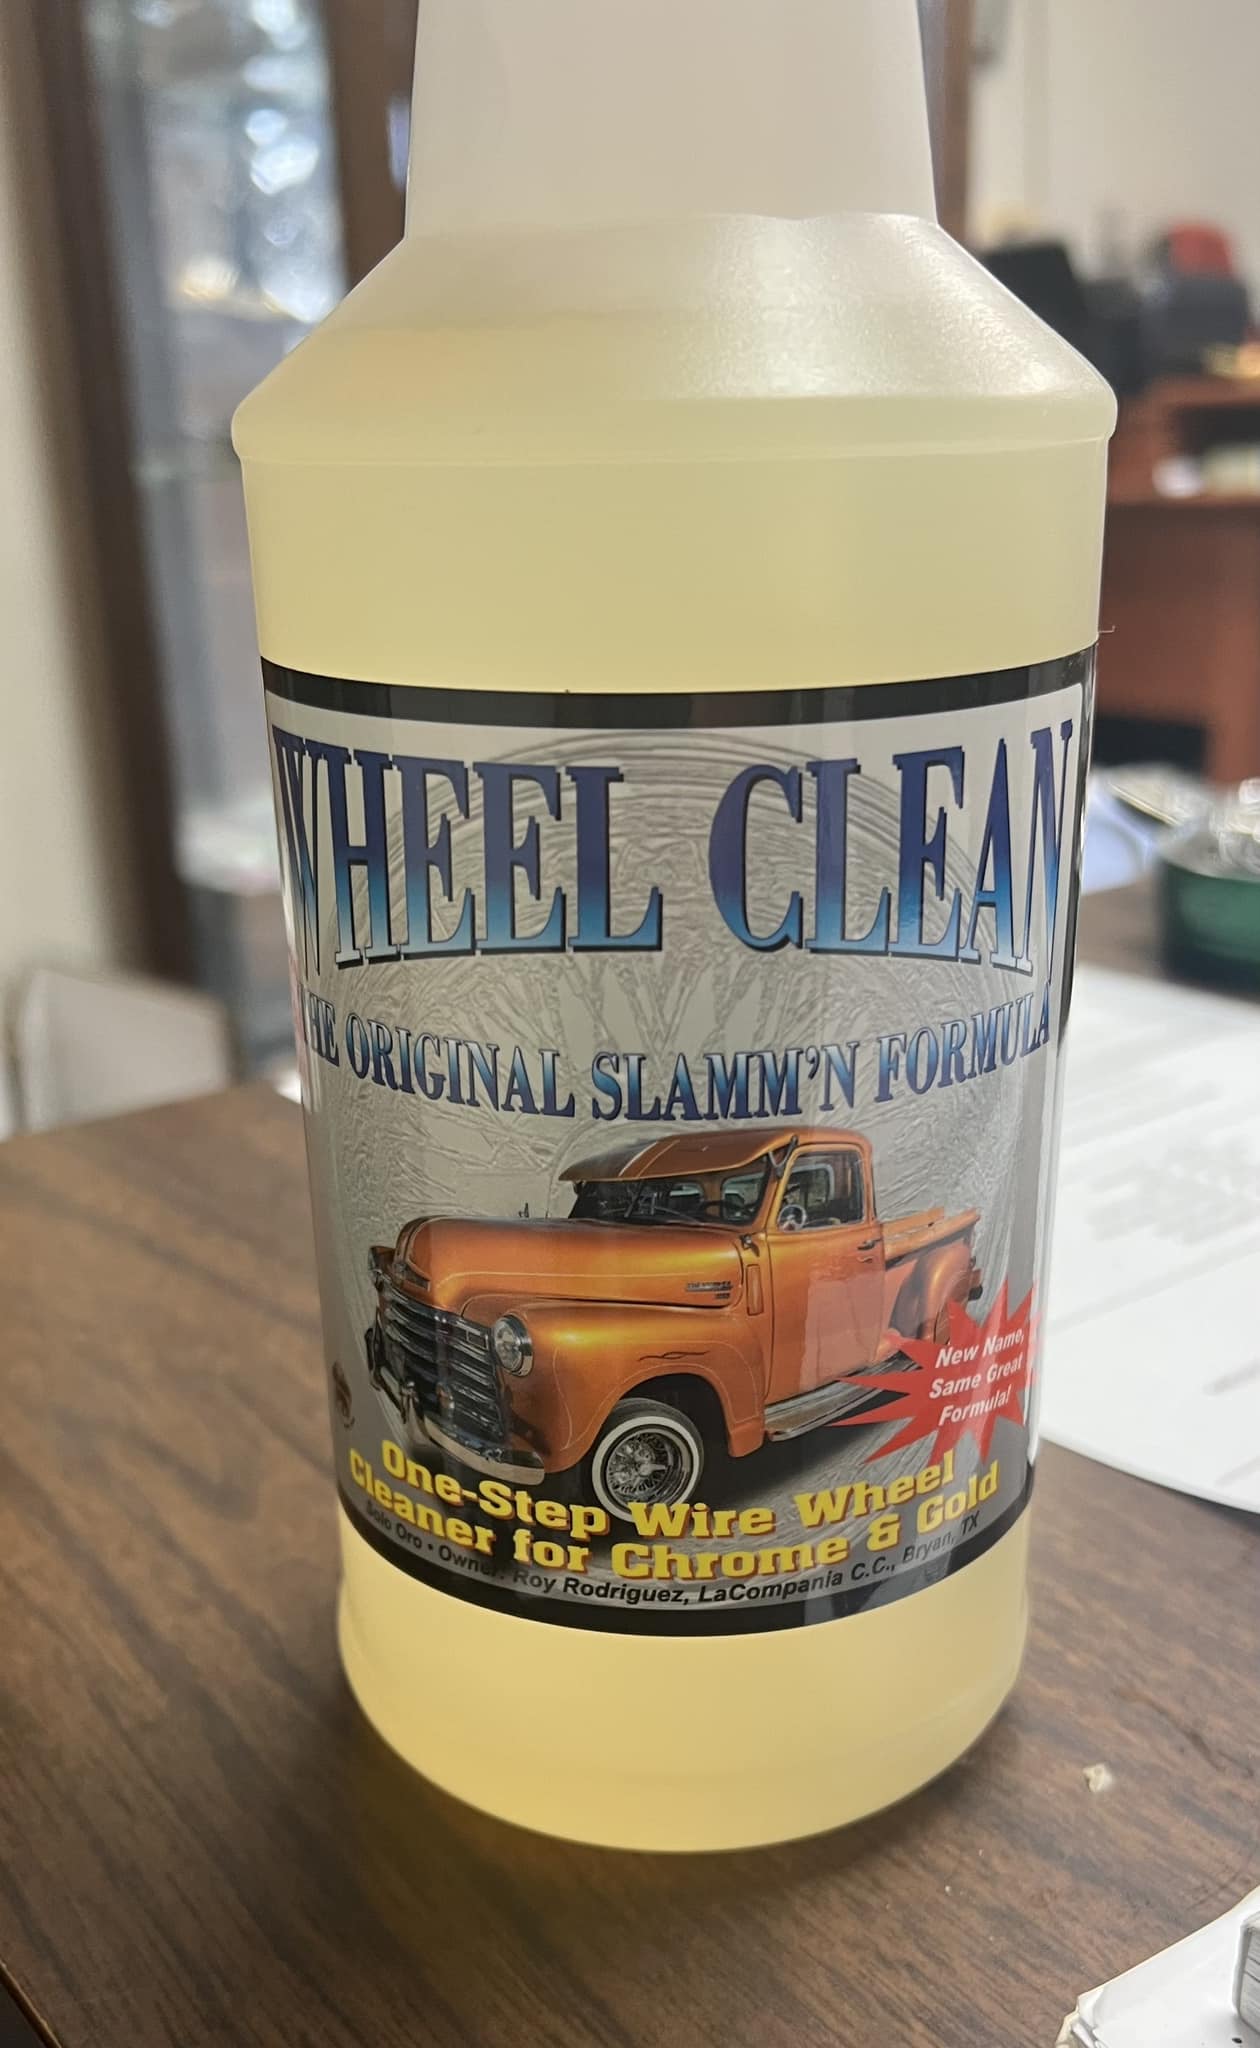 WHEEL CLEAN
THE ORIGINAL SLAMM'N FORMULA
New Name,
Same Great
Formula!
One-Step Wire Wheel
Cleaner for Chrome & Gold
Solo Oro • Owner: Roy Rodriguez, LaCompania C.C., Bryan, TX